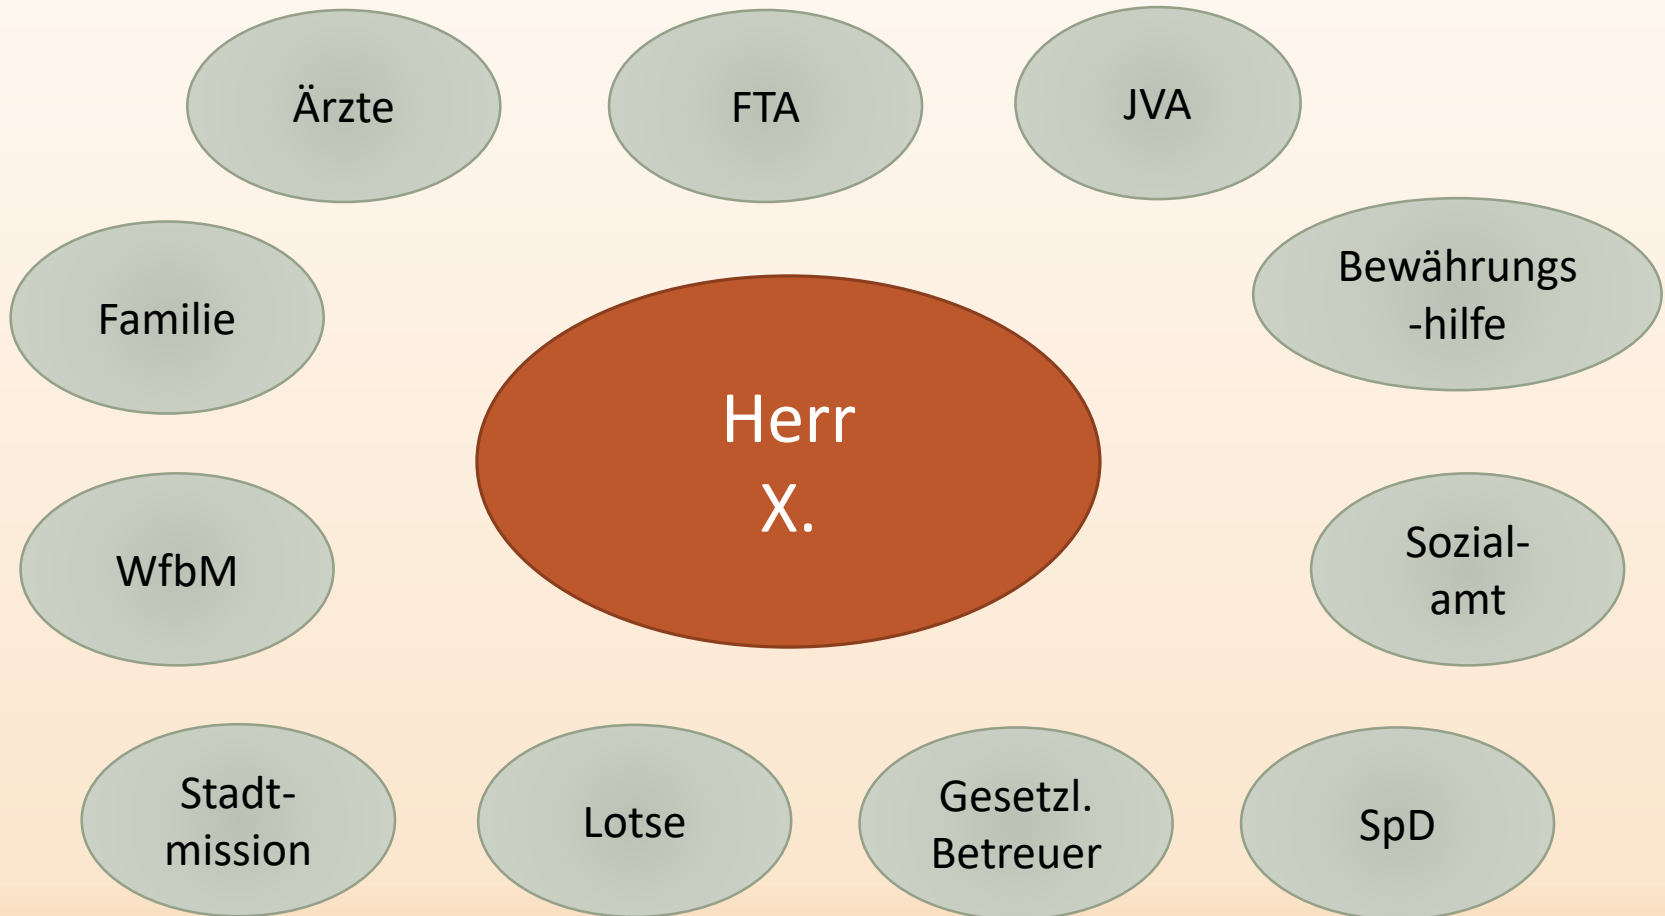 Ärzte
FTA
JVA
Familie
Bewährungs
-hilfe
Herr
X.
WfbM
Sozial-
amt
Stadt-
mission
Lotse
Gesetzl.
Betreuer
SpD